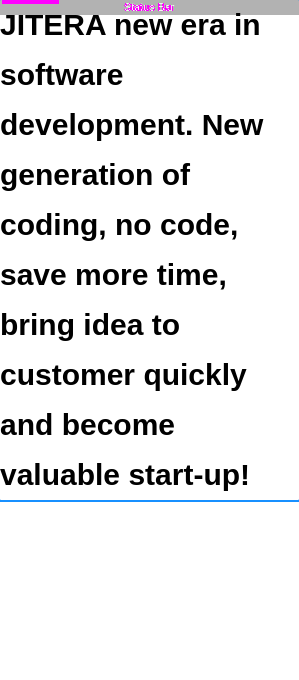 Status Bar
JITERA new era in
software
development. New
generation of
coding, no code,
save more time,
bring idea to
customer quickly
and become
valuable start-up!